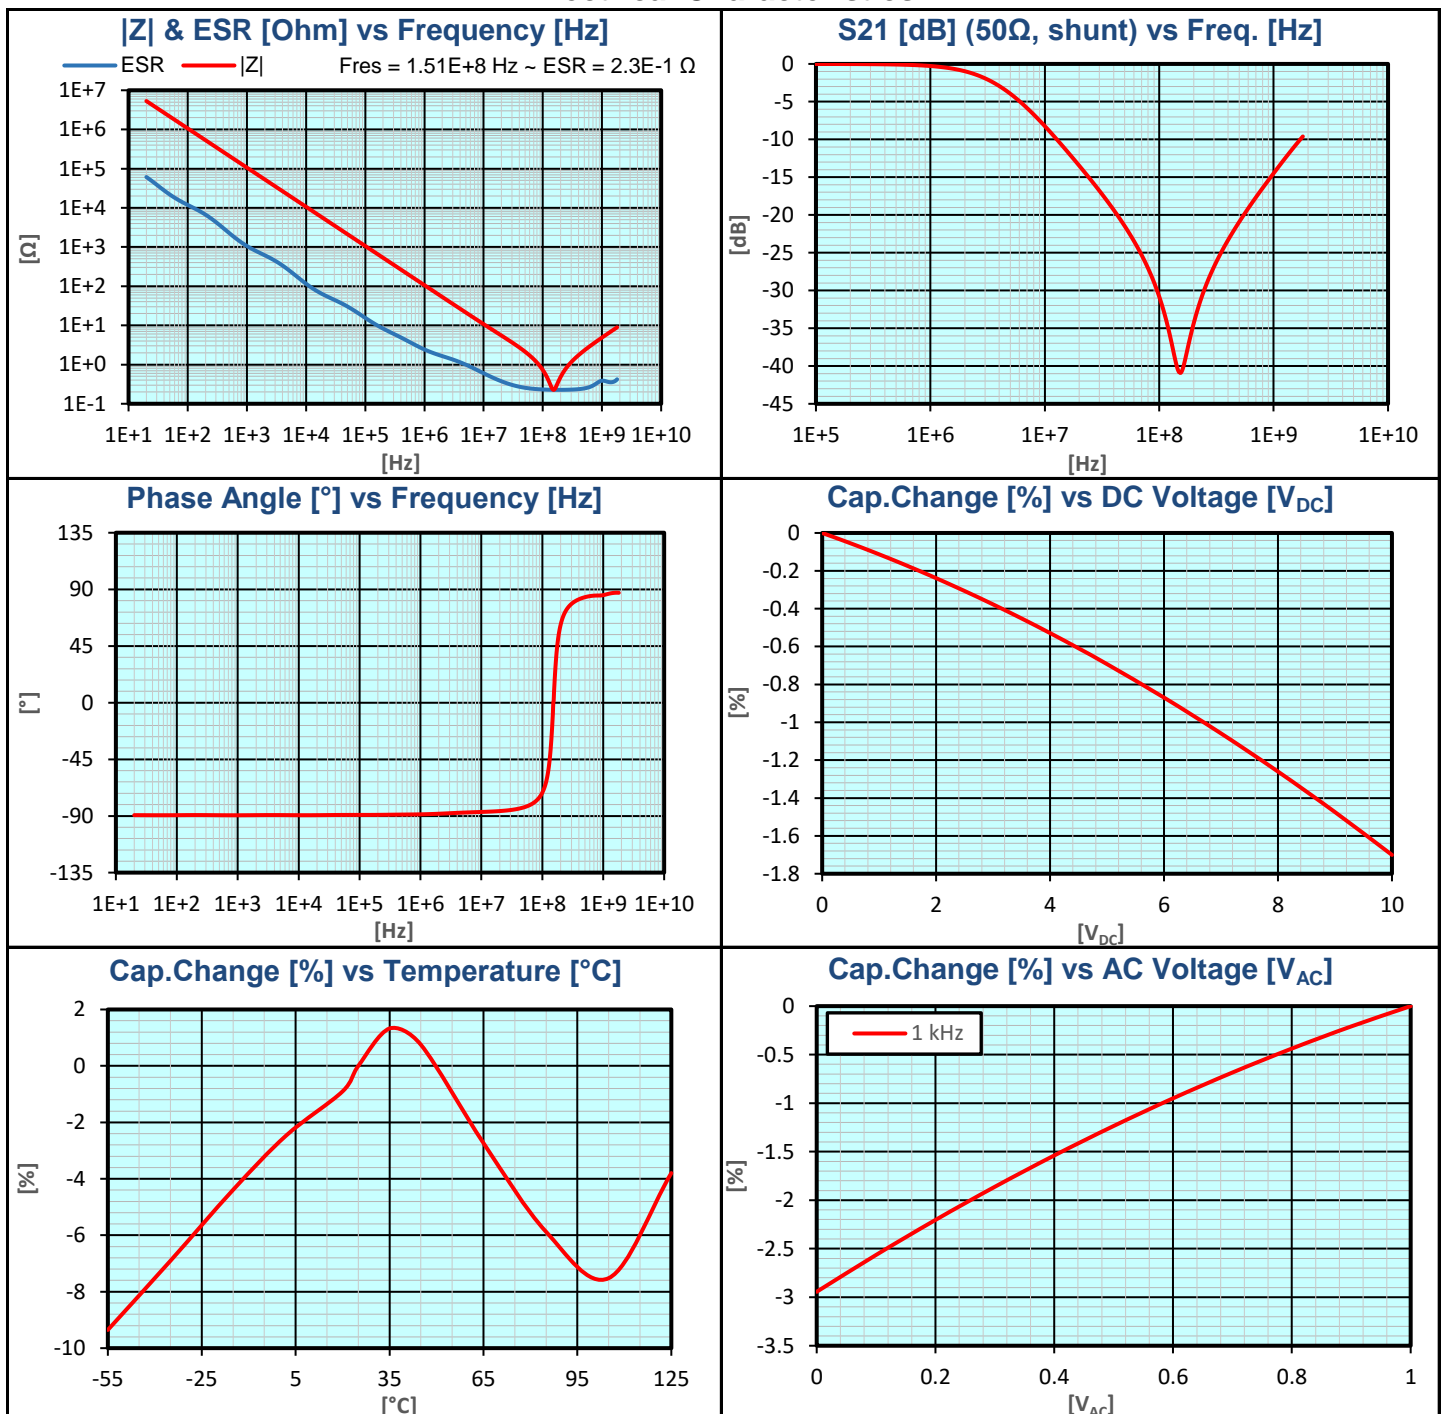 |Z| & ESR [Ohm] vs Frequency [Hz]
ESR |Z| Fres = 1.51E+8 Hz ~ ESR = 2.3E-1 Ω
1E+7
1E+6
1E+5
1E+4
1E+3
1E+2
1E+1
1E+0
1E-1
[Ω]
1E+1 1E+2 1E+3 1E+4 1E+5 1E+6 1E+7 1E+8 1E+9 1E+10
[Hz]
S21 [dB] (50Ω, shunt) vs Freq. [Hz]
0
-5
-10
-15
-20
-25
-30
-35
-40
-45
[dB]
1E+5 1E+6 1E+7 1E+8 1E+9 1E+10
[Hz]
Phase Angle [°] vs Frequency [Hz]
135
90
45
0
-45
-90
-135
[°]
1E+1 1E+2 1E+3 1E+4 1E+5 1E+6 1E+7 1E+8 1E+9 1E+10
[Hz]
Cap.Change [%] vs DC Voltage [VDC]
0
-0.2
-0.4
-0.6
-0.8
-1
-1.2
-1.4
-1.6
-1.8
[%]
0 2 4 6 8 10
[VDC]
Cap.Change [%] vs Temperature [°C]
2
0
-2
-4
-6
-8
-10
[%]
-55 -25 5 35 65 95 125
[°C]
Cap.Change [%] vs AC Voltage [VAC]
1 kHz
0
-0.5
-1
-1.5
-2
-2.5
-3
-3.5
[%]
0 0.2 0.4 0.6 0.8 1
[VAC]